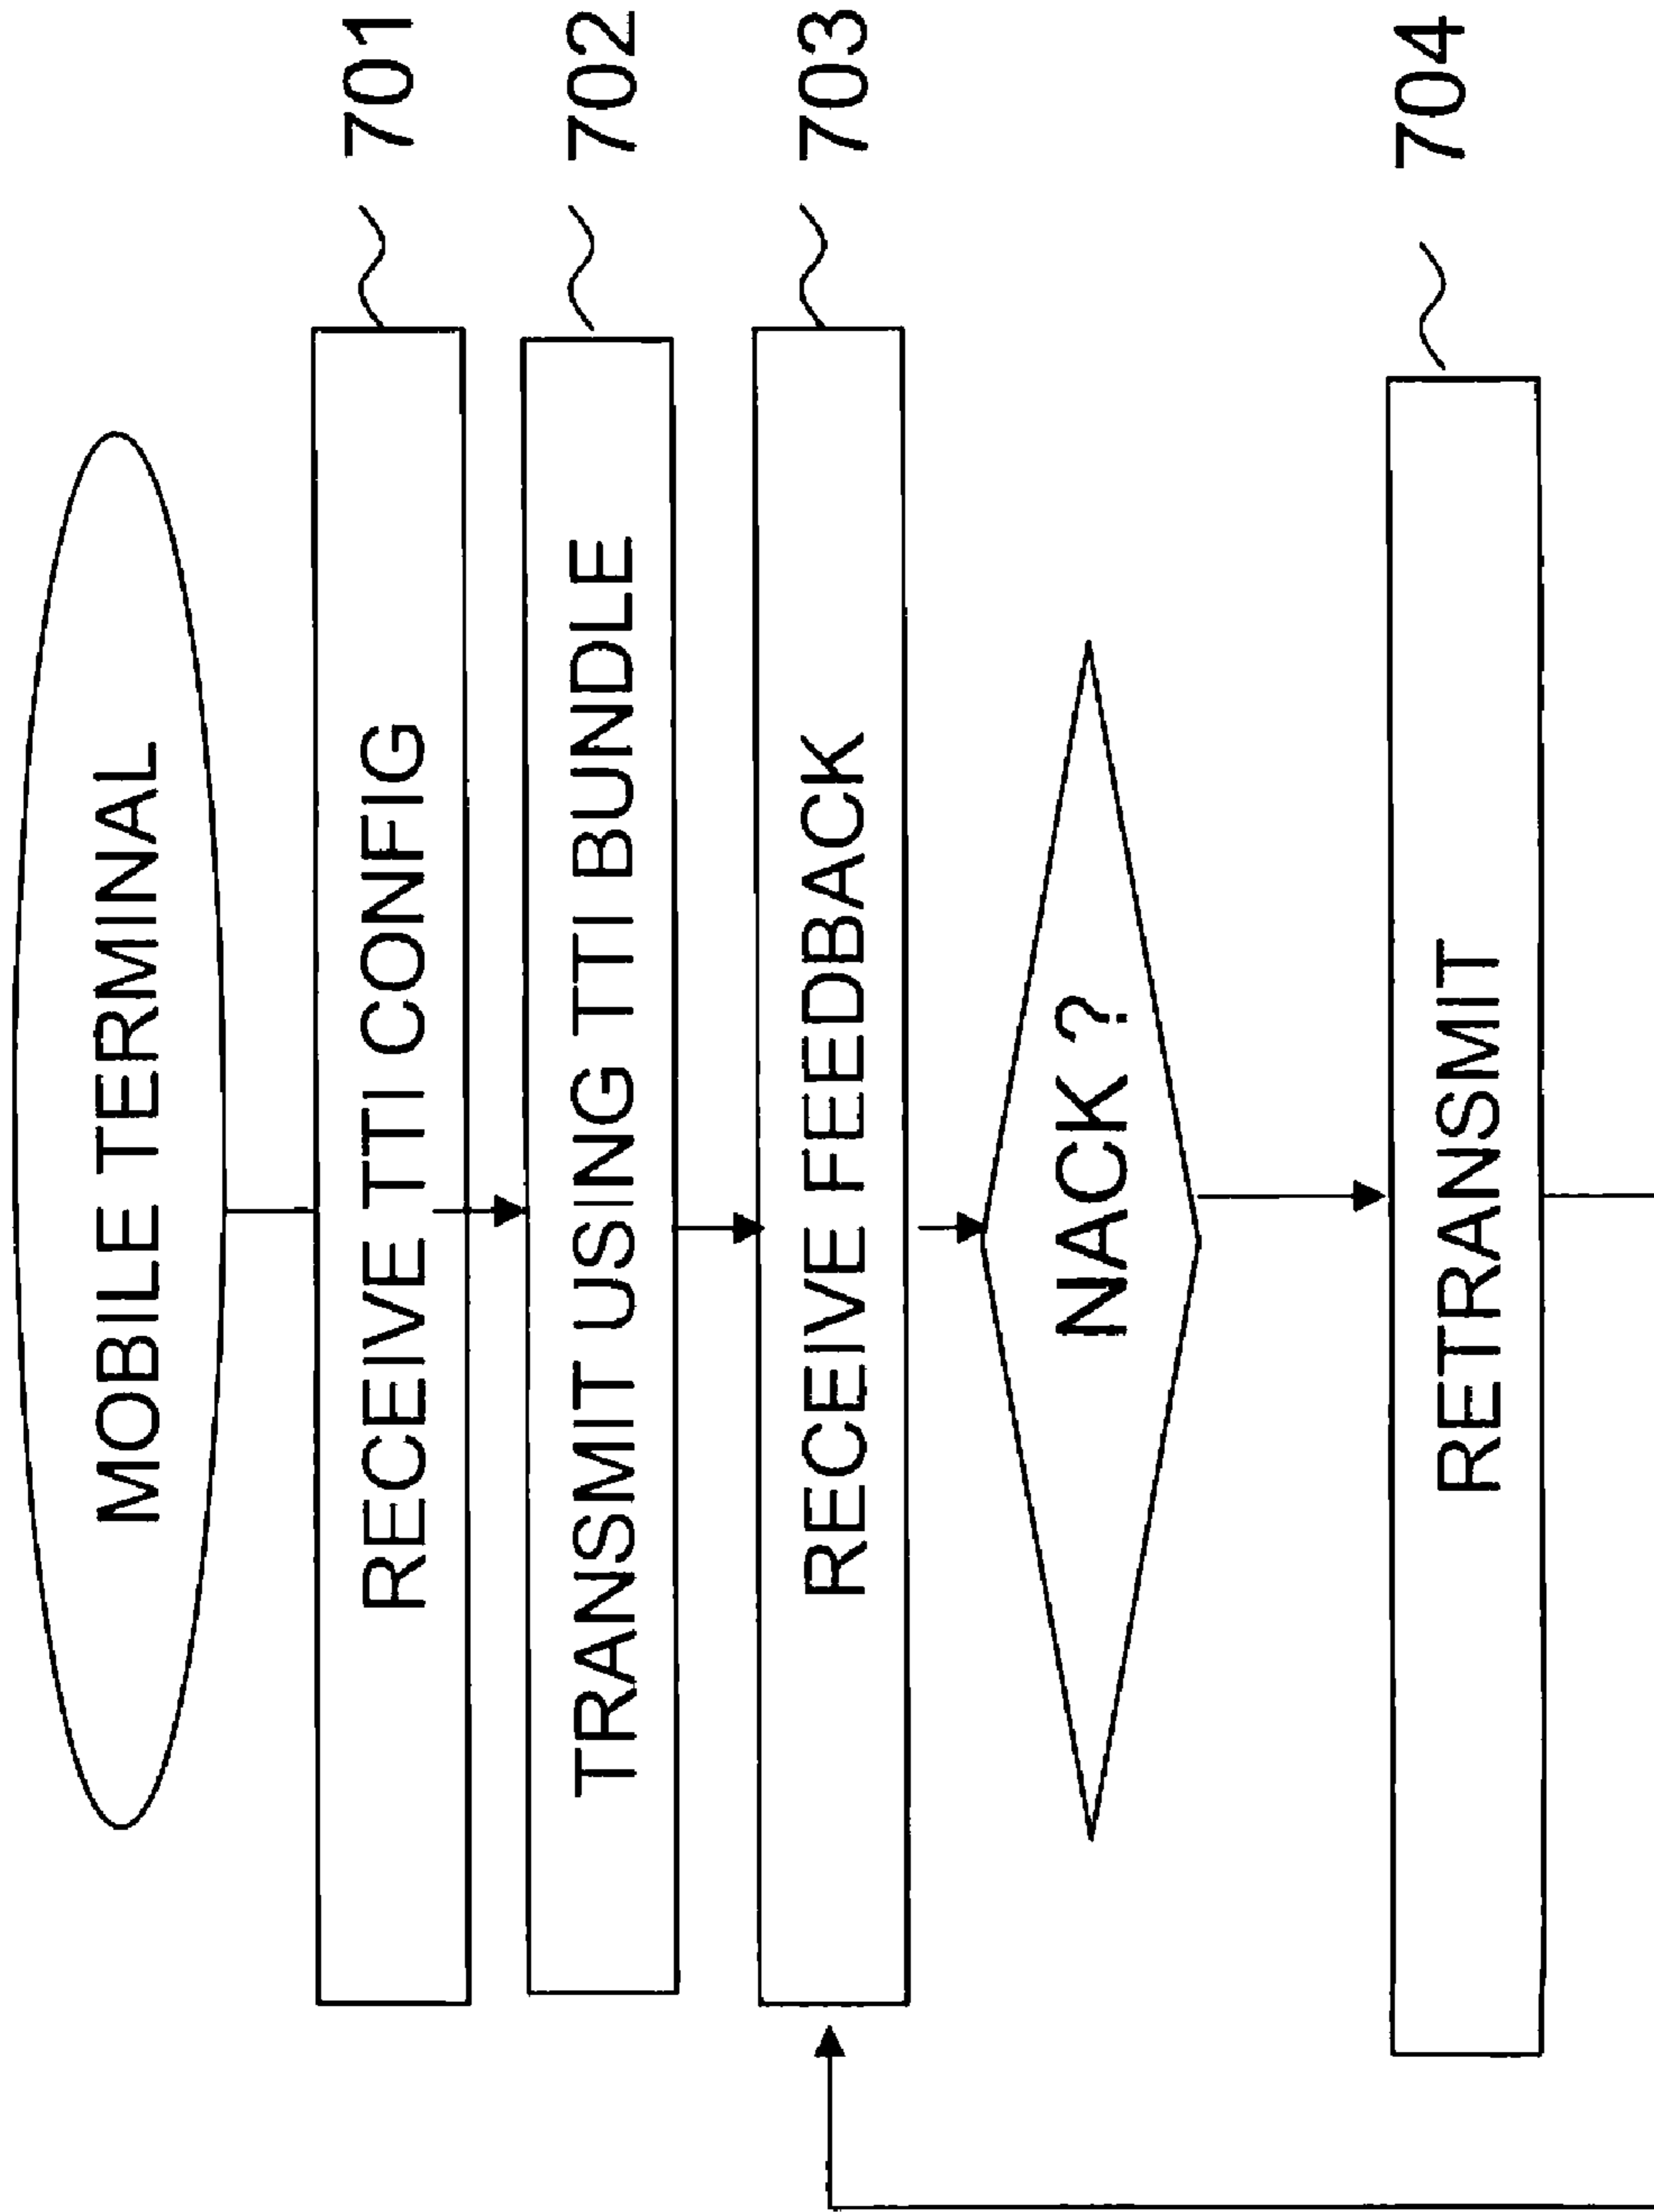 MOBILE TERMINAL
RECEIVE TTI CONFIG
701
TRANSMIT USING TTI BUNDLE
702
RECEIVE FEEDBACK
703
NACK ?
RETRANSMIT
704